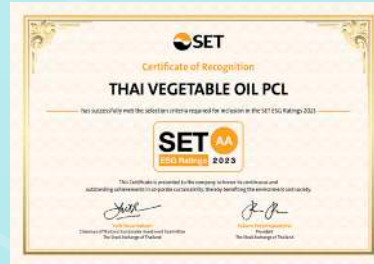 SET
Certificate of Recognition
THAI VEGETABLE OIL PCL
has successfully met the selection criteria required for inclusion in the SET ESG Ratings 2023
SET AA
ESG Ratings 2023
This Certificate is presented to the company to honor its continuous and
outstanding achievements in corporate sustainability, thereby benefiting the environment and society.
President
The Stock Exchange of Thailand
The Stock Exchange of Thailand